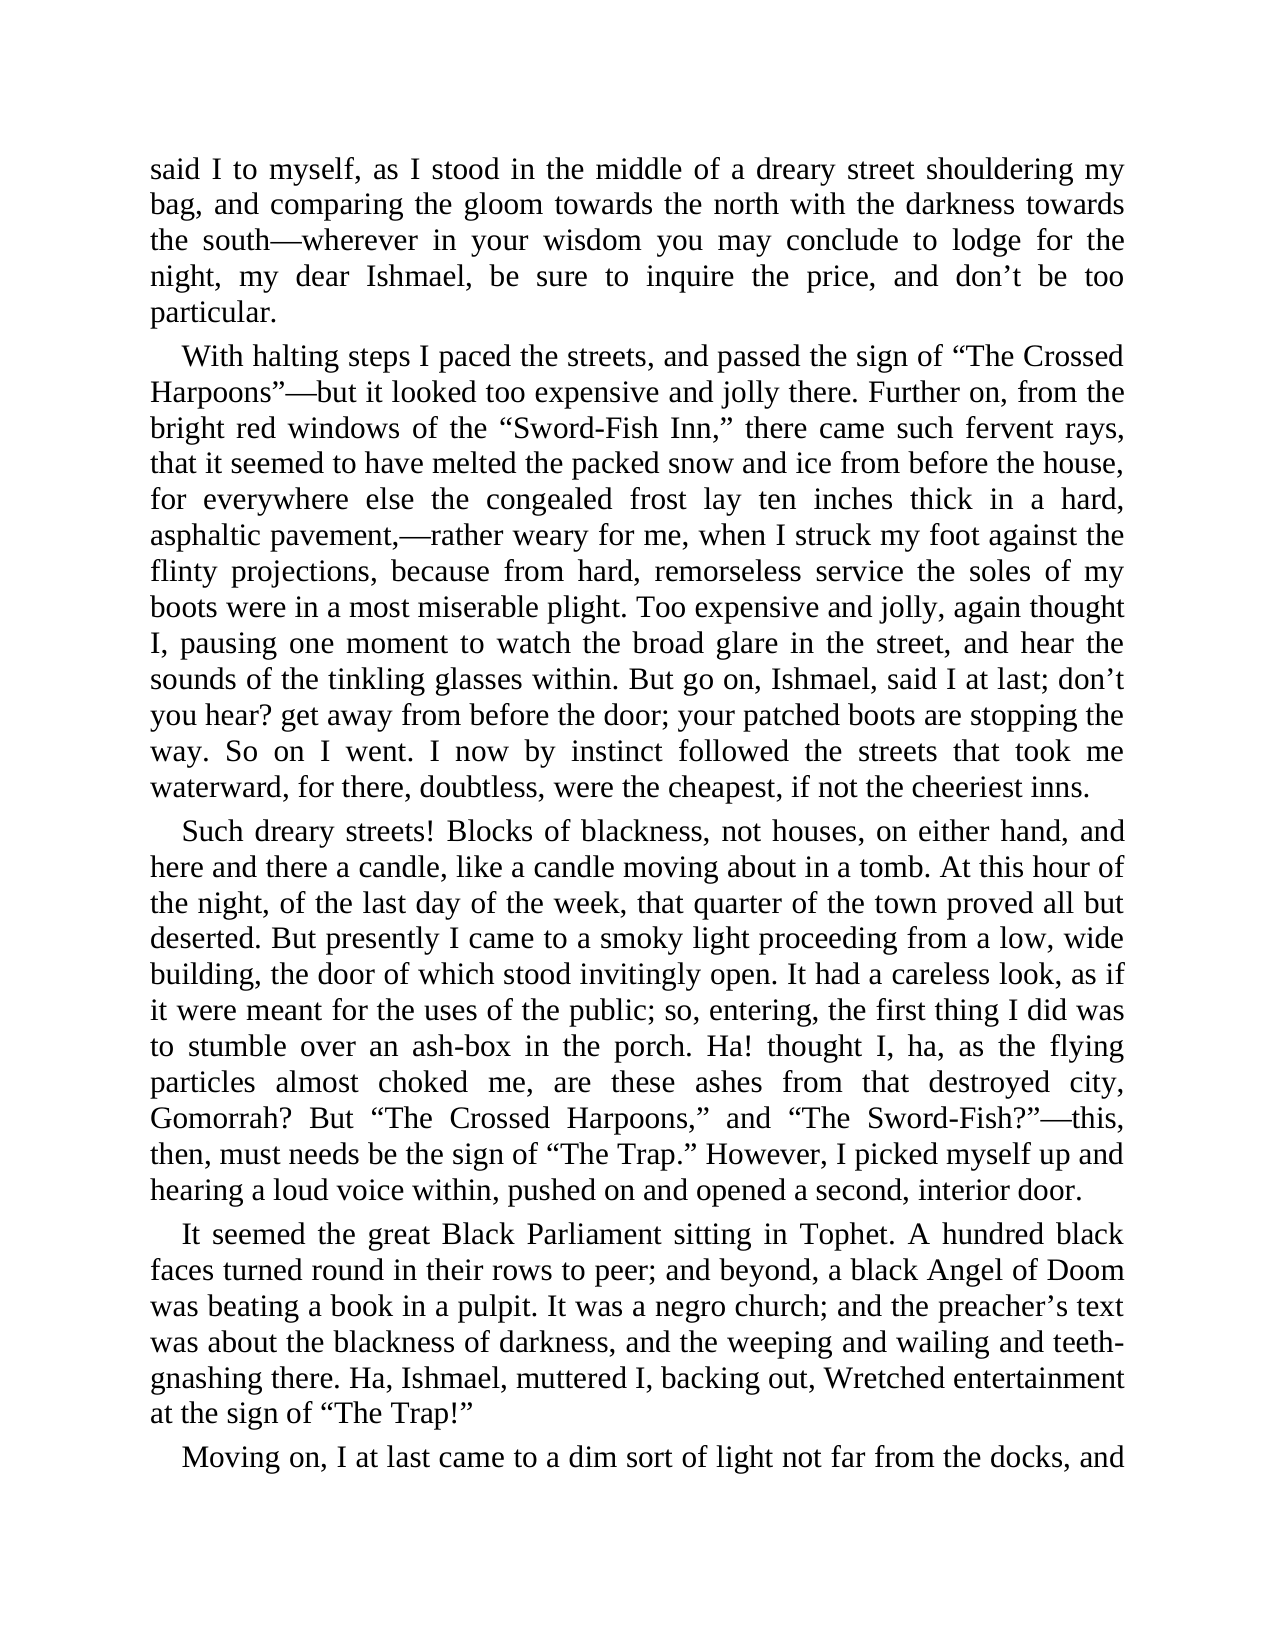 said I to myself, as I stood in the middle of a dreary street shouldering my
bag, and comparing the gloom towards the north with the darkness towards
the south—wherever in your wisdom you may conclude to lodge for the
night, my dear Ishmael, be sure to inquire the price, and don’t be too
particular.
With halting steps I paced the streets, and passed the sign of “The Crossed
Harpoons”—but it looked too expensive and jolly there. Further on, from the
bright red windows of the “Sword-Fish Inn,” there came such fervent rays,
that it seemed to have melted the packed snow and ice from before the house,
for everywhere else the congealed frost lay ten inches thick in a hard,
asphaltic pavement,—rather weary for me, when I struck my foot against the
flinty projections, because from hard, remorseless service the soles of my
boots were in a most miserable plight. Too expensive and jolly, again thought
I, pausing one moment to watch the broad glare in the street, and hear the
sounds of the tinkling glasses within. But go on, Ishmael, said I at last; don’t
you hear? get away from before the door; your patched boots are stopping the
way. So on I went. I now by instinct followed the streets that took me
waterward, for there, doubtless, were the cheapest, if not the cheeriest inns.
Such dreary streets! Blocks of blackness, not houses, on either hand, and
here and there a candle, like a candle moving about in a tomb. At this hour of
the night, of the last day of the week, that quarter of the town proved all but
deserted. But presently I came to a smoky light proceeding from a low, wide
building, the door of which stood invitingly open. It had a careless look, as if
it were meant for the uses of the public; so, entering, the first thing I did was
to stumble over an ash-box in the porch. Ha! thought I, ha, as the flying
particles almost choked me, are these ashes from that destroyed city,
Gomorrah? But “The Crossed Harpoons,” and “The Sword-Fish?”—this,
then, must needs be the sign of “The Trap.” However, I picked myself up and
hearing a loud voice within, pushed on and opened a second, interior door.
It seemed the great Black Parliament sitting in Tophet. A hundred black
faces turned round in their rows to peer; and beyond, a black Angel of Doom
was beating a book in a pulpit. It was a negro church; and the preacher’s text
was about the blackness of darkness, and the weeping and wailing and teeth-
gnashing there. Ha, Ishmael, muttered I, backing out, Wretched entertainment
at the sign of “The Trap!”
Moving on, I at last came to a dim sort of light not far from the docks, and